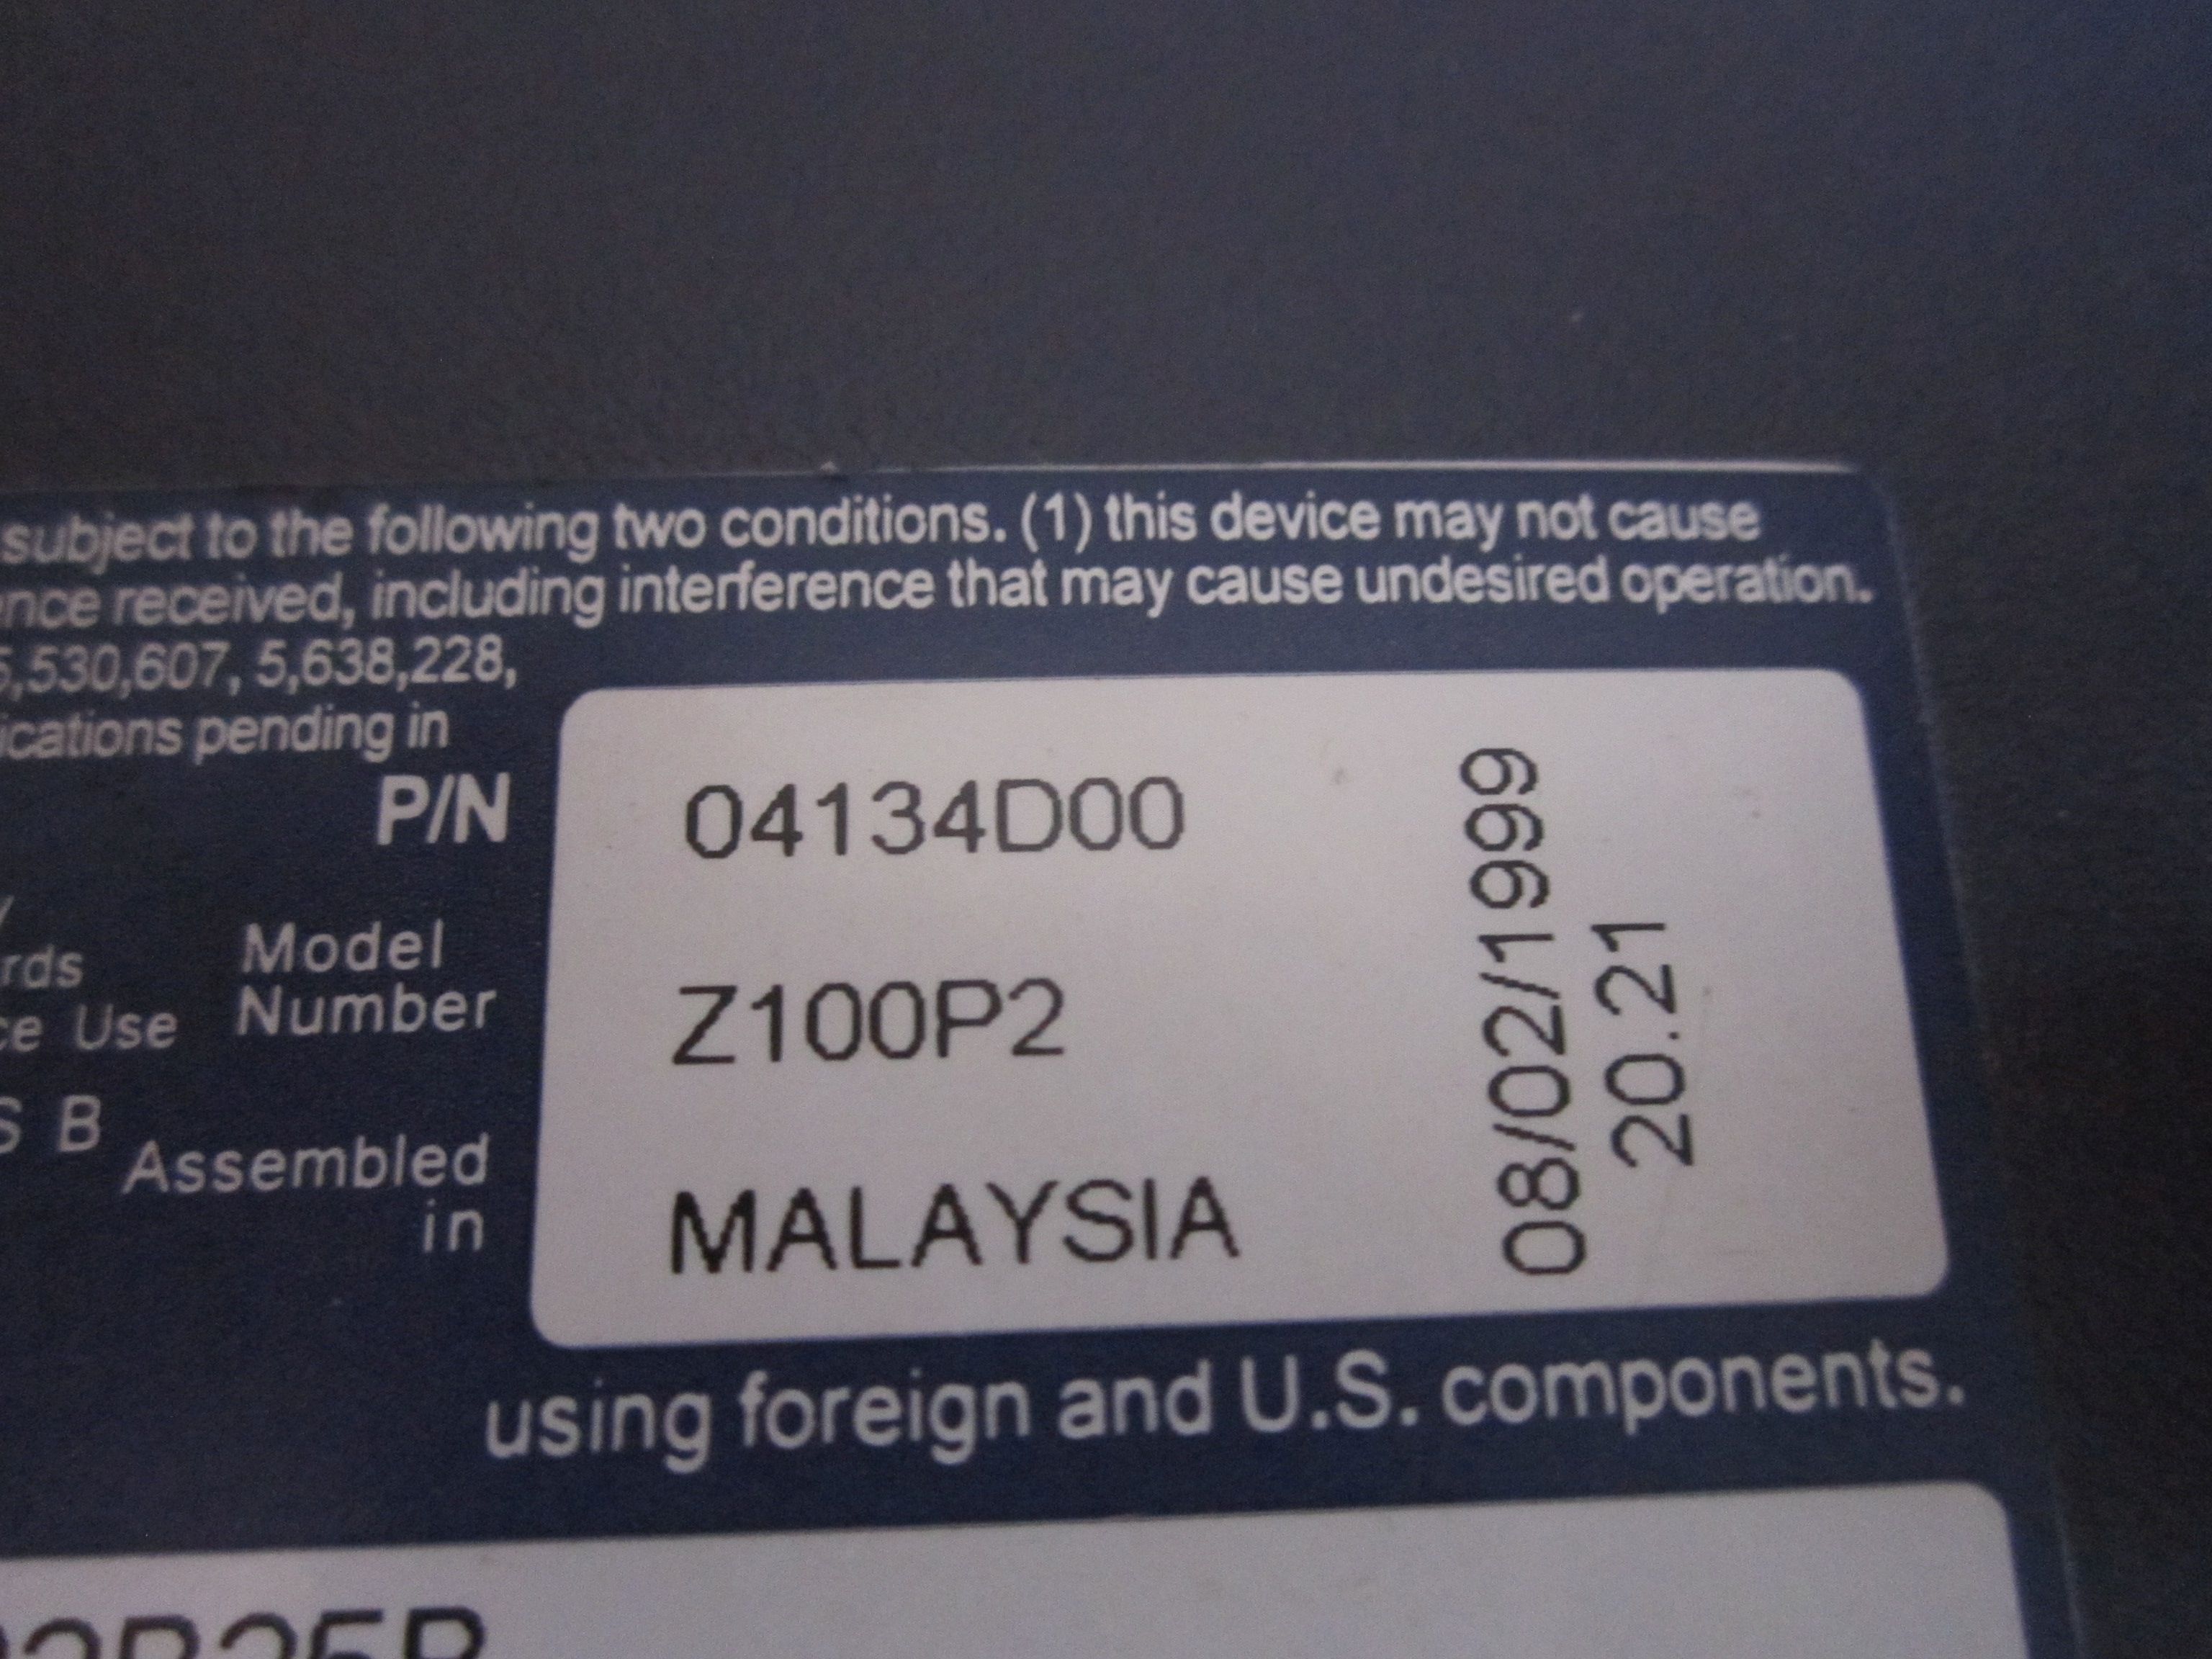 subject to the following two conditions. (1) this device may not cause
ence received, including interference that may cause undesired operation.
5,530,607, 5,638,228,
ications pending in
P/N 04134D00
08/02/1999
20.21
rds
Model
ce Use Number Z100P2
S B
Assembled
in MALAYSIA
using foreign and U.S. components.